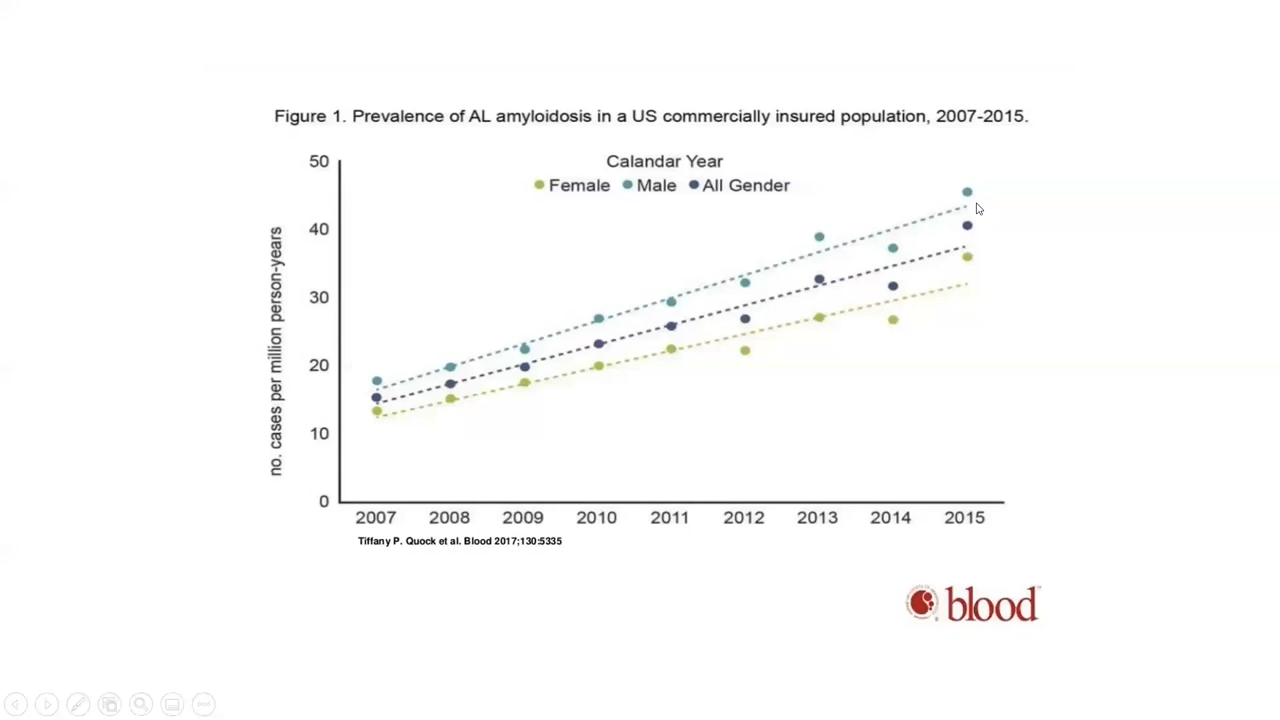 Figure 1. Prevalence of AL amyloidosis in a US commercially insured population, 2007-2015.
Calandar Year
Female Male All Gender
no. cases per million person-years
50
40
30
20
10
0
2007 2008 2009 2010 2011 2012 2013 2014 2015
Tiffany P. Quock et al. Blood 2017;130:5335
blood